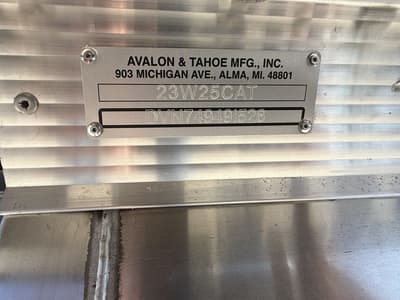 AVALON & TAHOE MFG., INC.
903 MICHIGAN AVE., ALMA, MI. 48801
23W25CAT